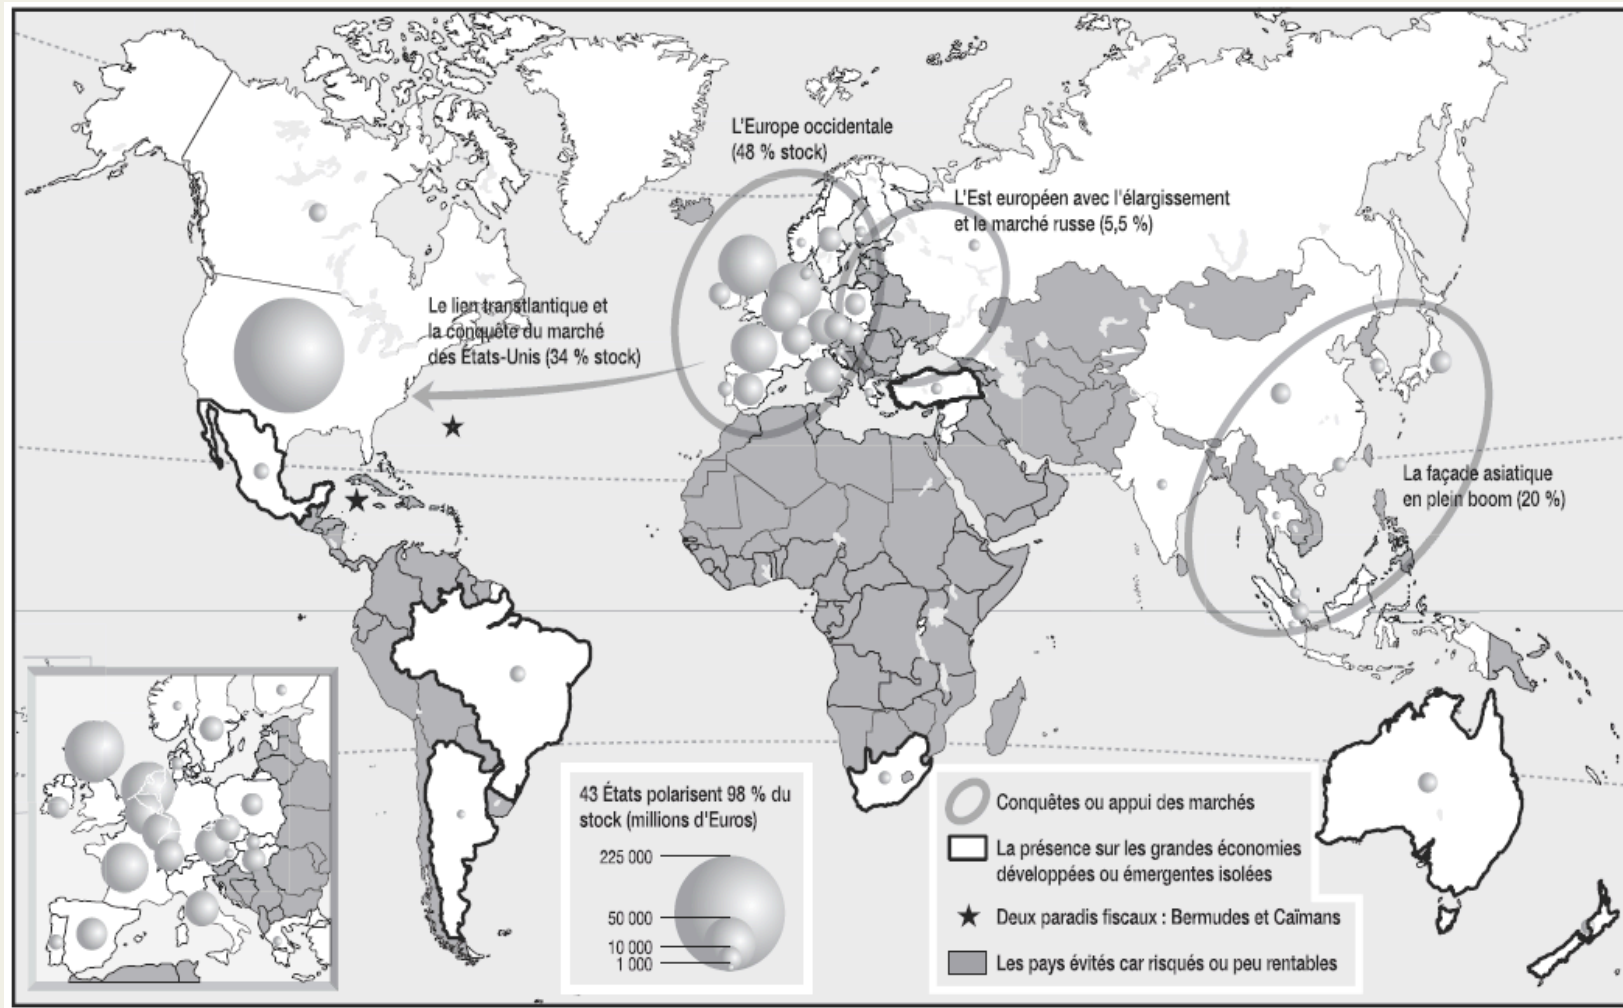 L'Europe occidentale
(48 % stock)
L'Est européen avec l'élargissement
et le marché russe (5,5 %)
Le lien transtlantique et
la conquête du marché
des États-Unis (34 % stock)
La façade asiatique
en plein boom (20 %)
43 États polarisent 98 % du
stock (millions d'Euros)
225 000
50 000
10 000
1 000
Conquêtes ou appui des marchés
La présence sur les grandes économies
développées ou émergentes isolées
Deux paradis fiscaux : Bermudes et Caïmans
Les pays évités car risqués ou peu rentables